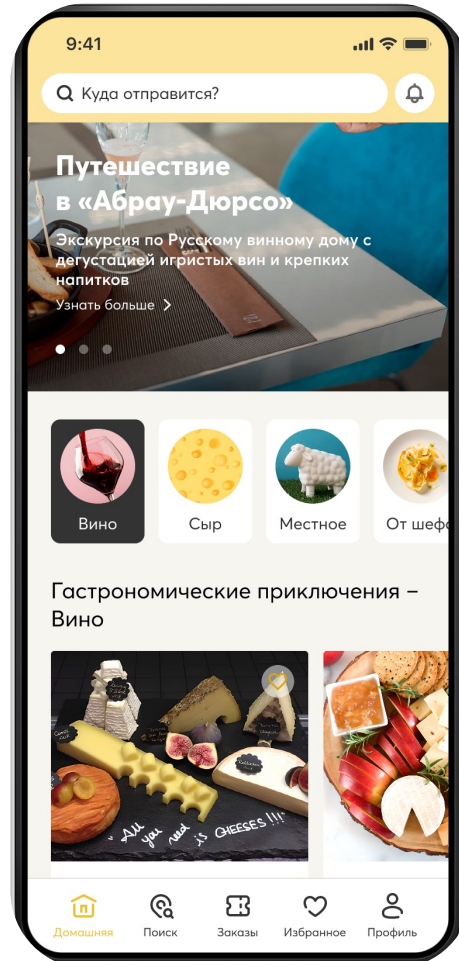 9:41
Куда отправится?
Путешествие
в «Абрау-Дюрсо»
Экскурсия по Русскому винному дому с
дегустацией игристых вин и крепких
напитков
Узнать больше
Вино
Сыр
Местное
От шефа
Гастрономические приключения –
Вино
"All you need is CHEESES!!!"
Домашняя
Поиск
Заказы
Избранное
Профиль